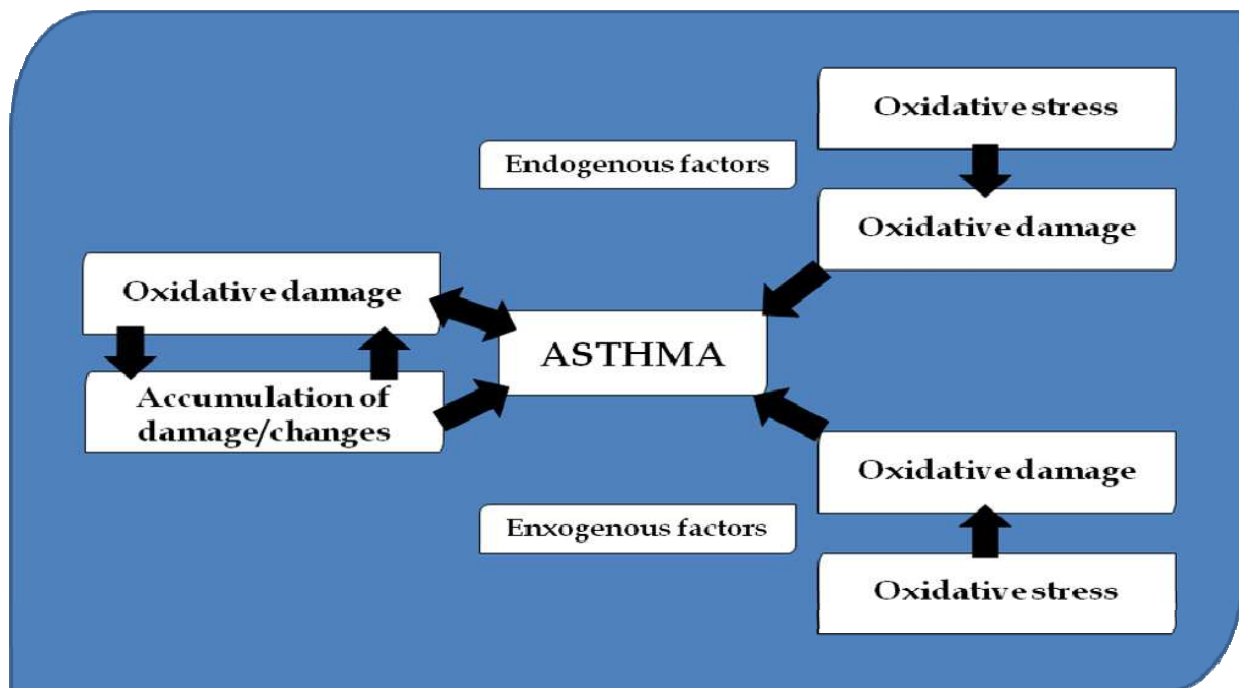 Oxidative stress
Endogenous factors
Oxidative damage
Oxidative damage
ASTHMA
Accumulation of
damage/changes
Oxidative damage
Enxogenous factors
Oxidative stress